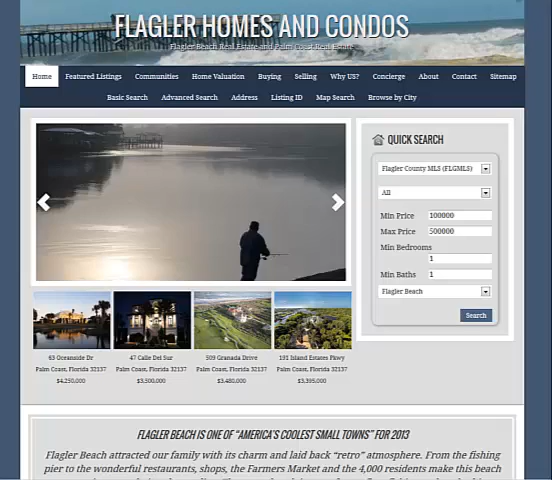 FLAGLER HOMES AND CONDOS
Flagler Beach Real Estate and Palm Coast Real Estate
Home Featured Listings Communities Home Valuation Buying Selling Why US? Concierge About Contact Sitemap
Basic Search Advanced Search Address Listing ID Map Search Browse by City
QUICK SEARCH
Flagler County MLS (FLGMLS)
All
Min Price 100000
Max Price 500000
Min Bedrooms
1
Min Baths 1
Flagler Beach
Search
63 Oceanside Dr
Palm Coast, Florida 32137
$4,250,000
47 Calle Del Sur
Palm Coast, Florida 32137
$3,500,000
509 Granada Drive
Palm Coast, Florida 32137
$3,480,000
191 Island Estates Pkwy
Palm Coast, Florida 32137
$3,395,000
FLAGLER BEACH IS ONE OF "AMERICA'S COOLEST SMALL TOWNS" FOR 2013
Flagler Beach attracted our family with its charm and laid back "retro" atmosphere. From the fishing
pier to the wonderful restaurants, shops, the Farmers Market and the 4,000 residents make this beach